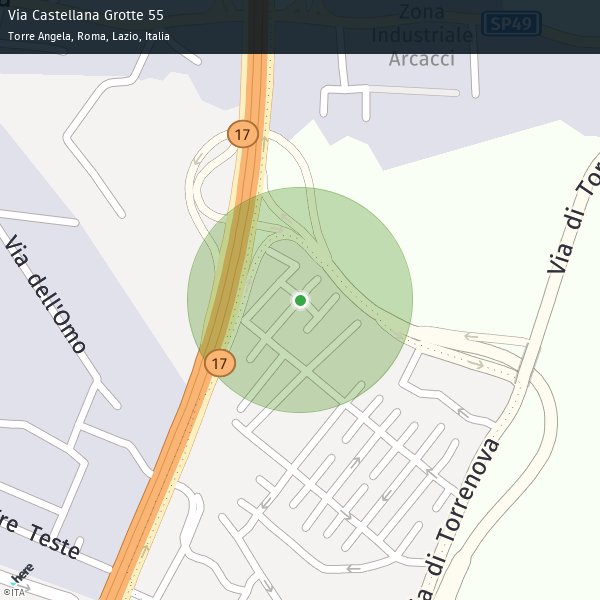 Via Castellana Grotte 55
Torre Angela, Roma, Lazio, Italia
Zona
Industriale
Arcacci
SP49
17
Via di Tor
Via dell'Omo
17
re Teste
a di Torrenova
here
©ITA